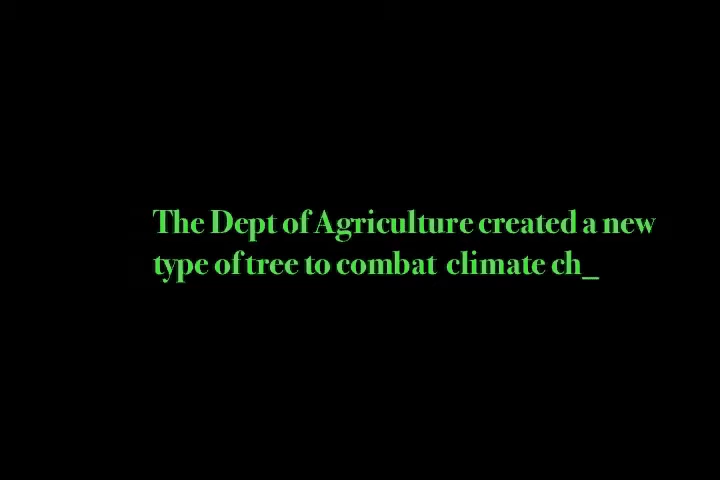 The Dept of Agriculture created a new
type of tree to combat climate ch_